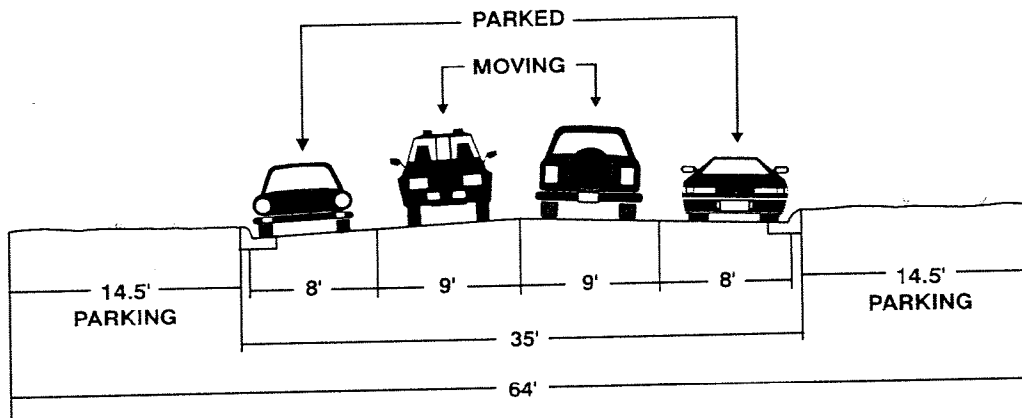 PARKED
MOVING
14.5'
PARKING
8'
9'
9'
8'
14.5'
PARKING
35'
64'